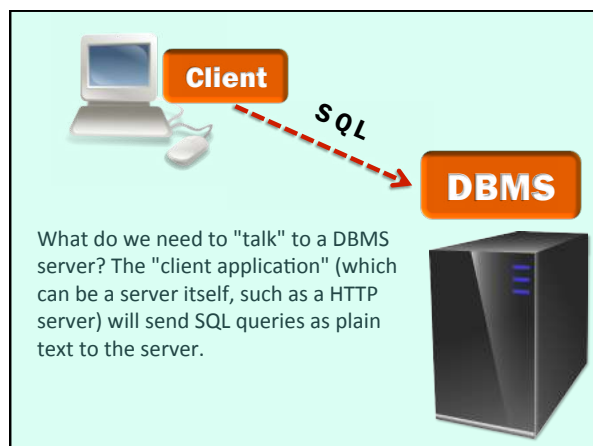 Client
SQL
DBMS
What do we need to "talk" to a DBMS
server? The "client application" (which
can be a server itself, such as a HTTP
server) will send SQL queries as plain
text to the server.